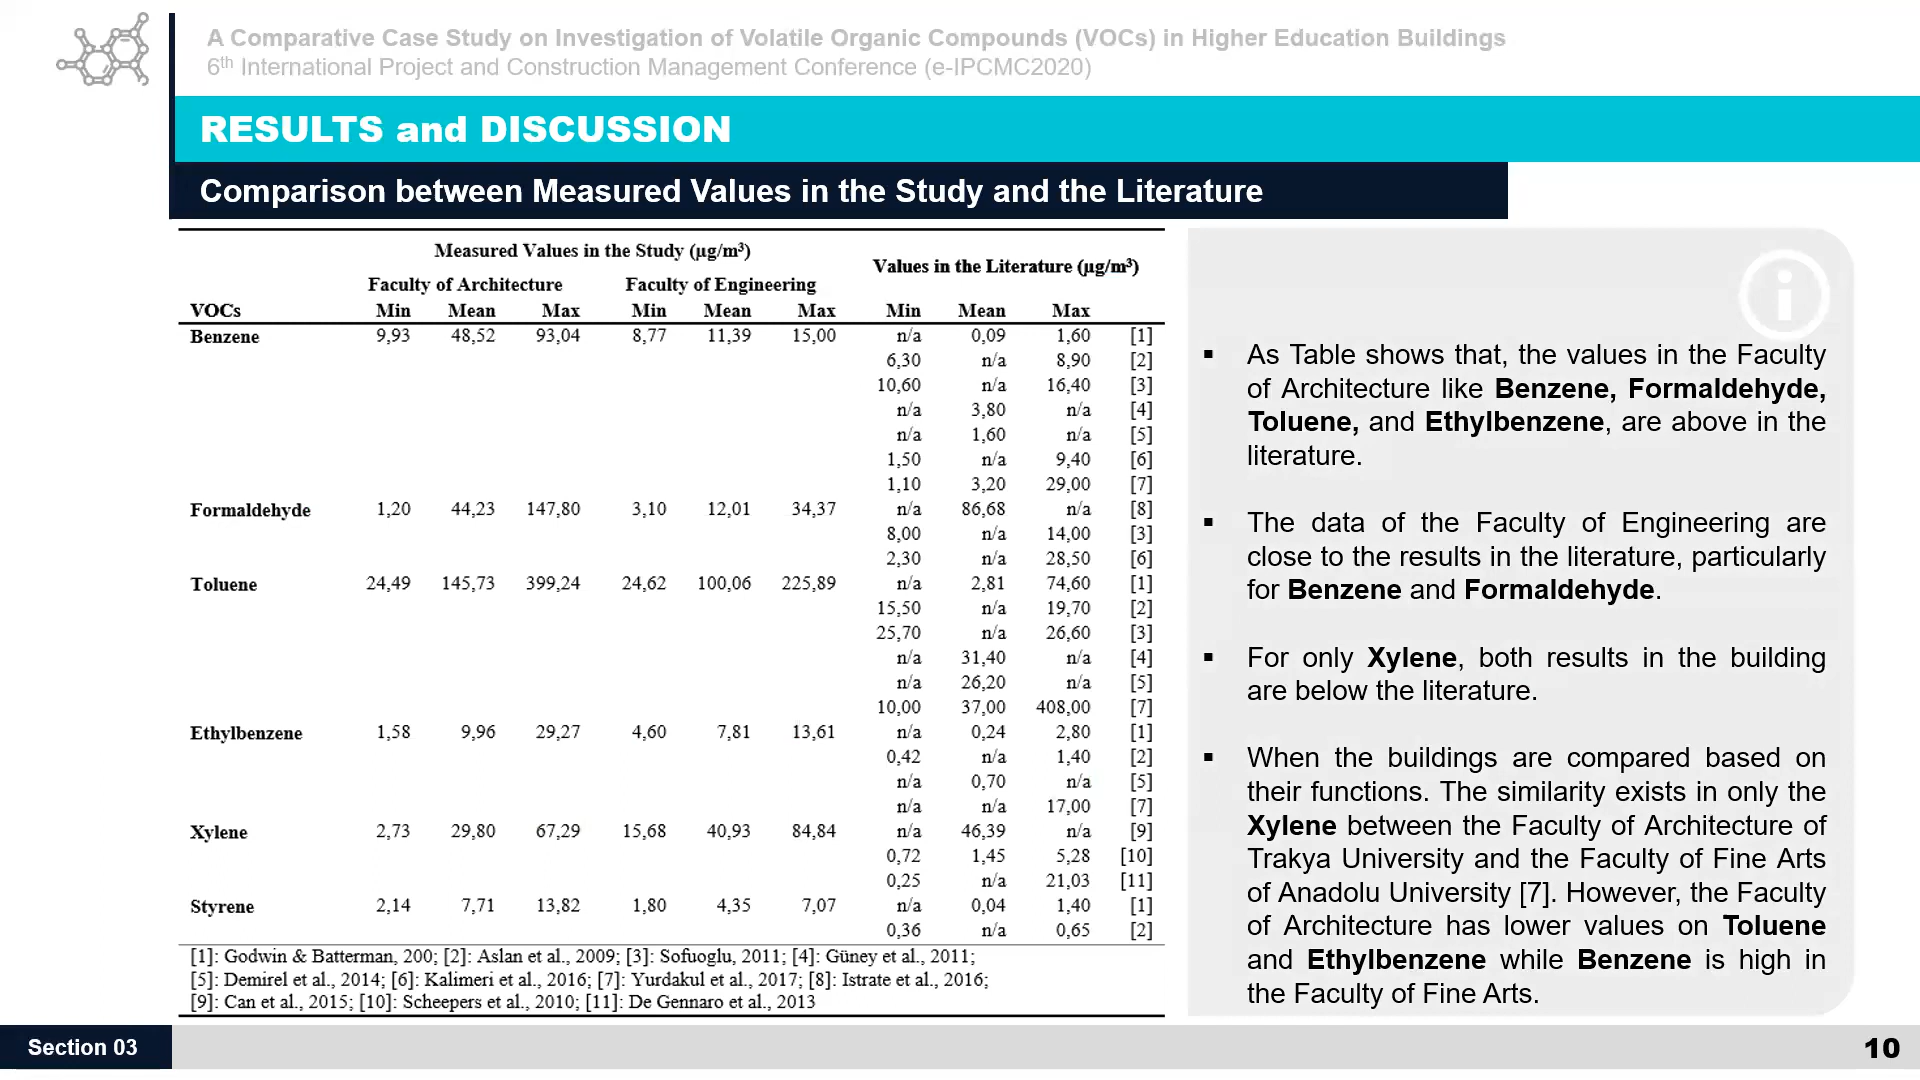 A Comparative Case Study on Investigation of Volatile Organic Compounds (VOCs) in Higher Education Buildings
6th International Project and Construction Management Conference (e-IPCMC2020)
RESULTS and DISCUSSION
Comparison between Measured Values in the Study and the Literature
Measured Values in the Study (µg/m³)
Values in the Literature (µg/m³)
Faculty of Architecture Faculty of Engineering
VOCs Min Mean Max Min Mean Max Min Mean Max
Benzene 9,93 48,52 93,04 8,77 11,39 15,00 n/a 0,09 1,60 [1]
6,30 n/a 8,90 [2]
10,60 n/a 16,40 [3]
n/a 3,80 n/a [4]
n/a 1,60 n/a [5]
1,50 n/a 9,40 [6]
1,10 3,20 29,00 [7]
Formaldehyde 1,20 44,23 147,80 3,10 12,01 34,37 n/a 86,68 n/a [8]
8,00 n/a 14,00 [3]
2,30 n/a 28,50 [6]
Toluene 24,49 145,73 399,24 24,62 100,06 225,89 n/a 2,81 74,60 [1]
15,50 n/a 19,70 [2]
25,70 n/a 26,60 [3]
n/a 31,40 n/a [4]
n/a 26,20 n/a [5]
10,00 37,00 408,00 [7]
Ethylbenzene 1,58 9,96 29,27 4,60 7,81 13,61 n/a 0,24 2,80 [1]
0,42 n/a 1,40 [2]
n/a 0,70 n/a [5]
n/a n/a 17,00 [7]
Xylene 2,73 29,80 67,29 15,68 40,93 84,84 n/a 46,39 n/a [9]
0,72 1,45 5,28 [10]
0,25 n/a 21,03 [11]
Styrene 2,14 7,71 13,82 1,80 4,35 7,07 n/a 0,04 1,40 [1]
0,36 n/a 0,65 [2]
[1]: Godwin & Batterman, 200; [2]: Aslan et al., 2009; [3]: Sofuoglu, 2011; [4]: Güney et al., 2011;
[5]: Demirel et al., 2014; [6]: Kalimeri et al., 2016; [7]: Yurdakul et al., 2017; [8]: Istrate et al., 2016;
[9]: Can et al., 2015; [10]: Scheepers et al., 2010; [11]: De Gennaro et al., 2013
▪ As Table shows that, the values in the Faculty
of Architecture like Benzene, Formaldehyde,
Toluene, and Ethylbenzene, are above in the
literature.
▪ The data of the Faculty of Engineering are
close to the results in the literature, particularly
for Benzene and Formaldehyde.
▪ For only Xylene, both results in the building
are below the literature.
▪ When the buildings are compared based on
their functions. The similarity exists in only the
Xylene between the Faculty of Architecture of
Trakya University and the Faculty of Fine Arts
of Anadolu University [7]. However, the Faculty
of Architecture has lower values on Toluene
and Ethylbenzene while Benzene is high in
the Faculty of Fine Arts.
Section 03
10